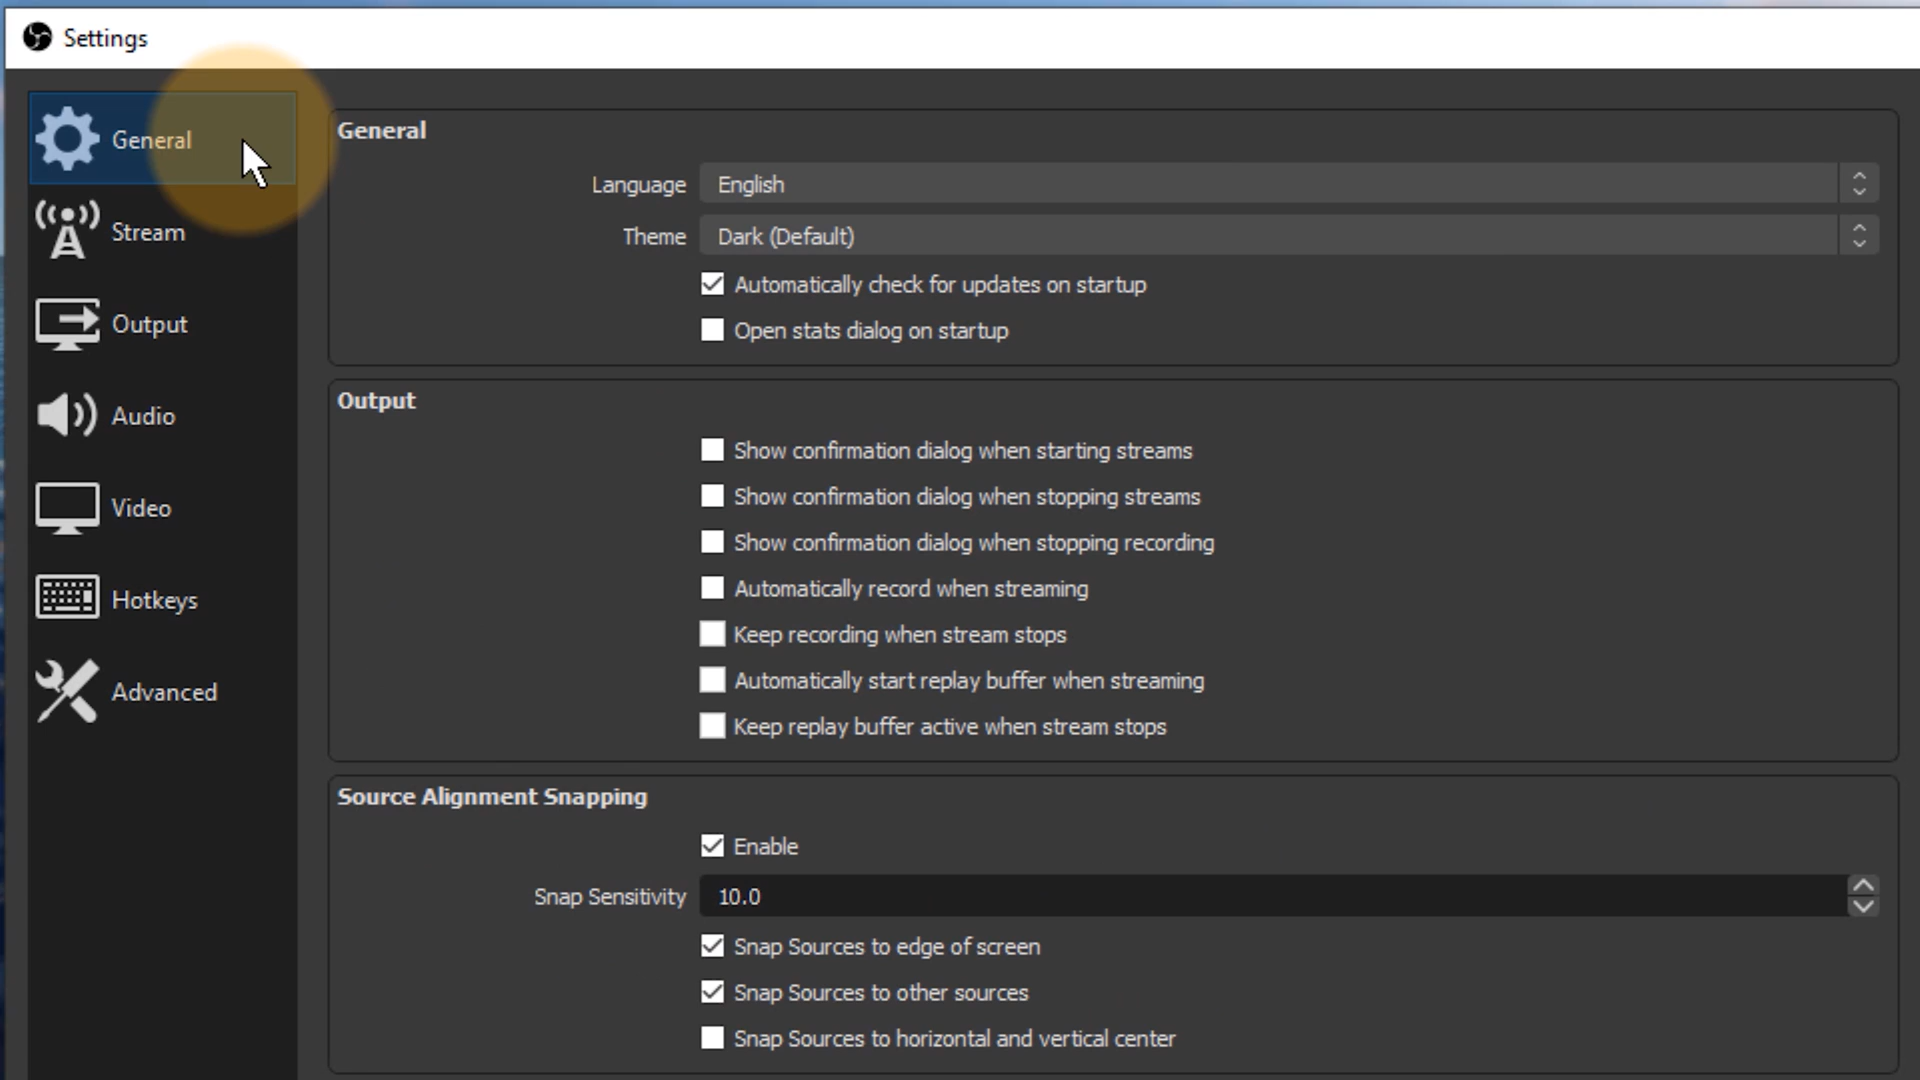 Settings
General
Stream
Output
Audio
Video
Hotkeys
Advanced
General
Language English
Theme Dark (Default)
Automatically check for updates on startup
Open stats dialog on startup
Output
Show confirmation dialog when starting streams
Show confirmation dialog when stopping streams
Show confirmation dialog when stopping recording
Automatically record when streaming
Keep recording when stream stops
Automatically start replay buffer when streaming
Keep replay buffer active when stream stops
Source Alignment Snapping
Enable
Snap Sensitivity 10.0
Snap Sources to edge of screen
Snap Sources to other sources
Snap Sources to horizontal and vertical center